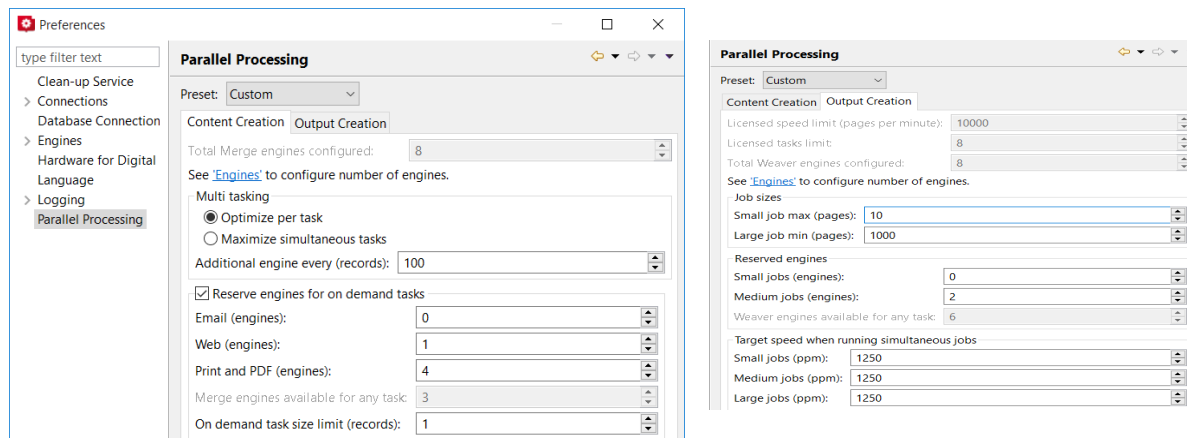 Preferences
type filter text
Clean-up Service
Connections
Database Connection
Engines
Hardware for Digital
Language
Logging
Parallel Processing
Parallel Processing
Preset: Custom
Content Creation Output Creation
Total Merge engines configured: 8
See 'Engines' to configure number of engines.
Multi tasking
Optimize per task
Maximize simultaneous tasks
Additional engine every (records): 100
Reserve engines for on demand tasks
Email (engines): 0
Web (engines): 1
Print and PDF (engines): 4
Merge engines available for any task: 3
On demand task size limit (records): 1
Parallel Processing
Preset: Custom
Content Creation Output Creation
Licensed speed limit (pages per minute): 10000
Licensed tasks limit: 8
Total Weaver engines configured: 8
See 'Engines' to configure number of engines.
Job sizes
Small job max (pages): 10
Large job min (pages): 1000
Reserved engines
Small jobs (engines): 0
Medium jobs (engines): 2
Weaver engines available for any task: 6
Target speed when running simultaneous jobs
Small jobs (ppm): 1250
Medium jobs (ppm): 1250
Large jobs (ppm): 1250